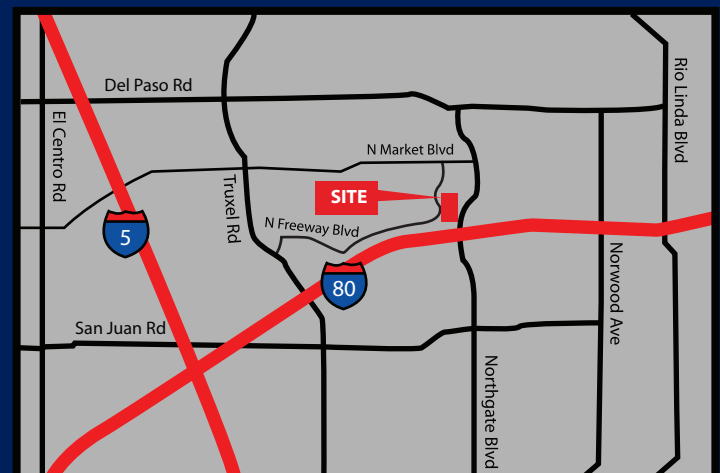 Del Paso Rd
El Centro Rd
Rio Linda Blvd
N Market Blvd
Truxel Rd
SITE
N Freeway Blvd
5
80
Norwood Ave
San Juan Rd
Northgate Blvd